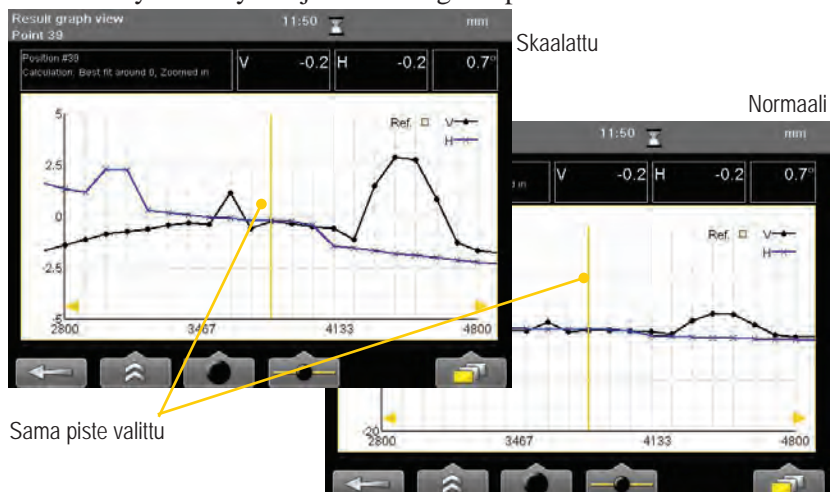 Result graph view
11:50
mm
Point 39
Position #39
Calculation: Best fit around 0, Zoomed in
V -0.2
H -0.2
0.7°
Ref.
V
H
5
2.5
0
-2.5
-5
2800
3467
4133
4800
Skaalattu
Normaali
11:50
mm
d in
V -0.2
H -0.2
0.7°
Ref.
V
H
-20
2800
3467
4133
4800
Sama piste valittu